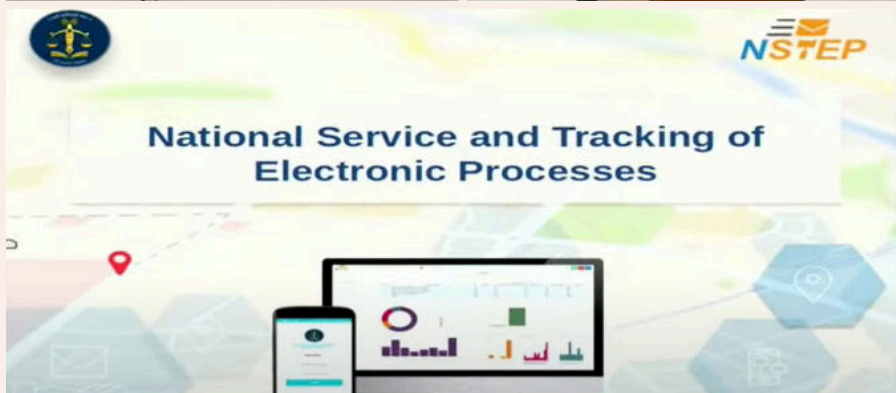 NSTEP
National Service and Tracking of
Electronic Processes